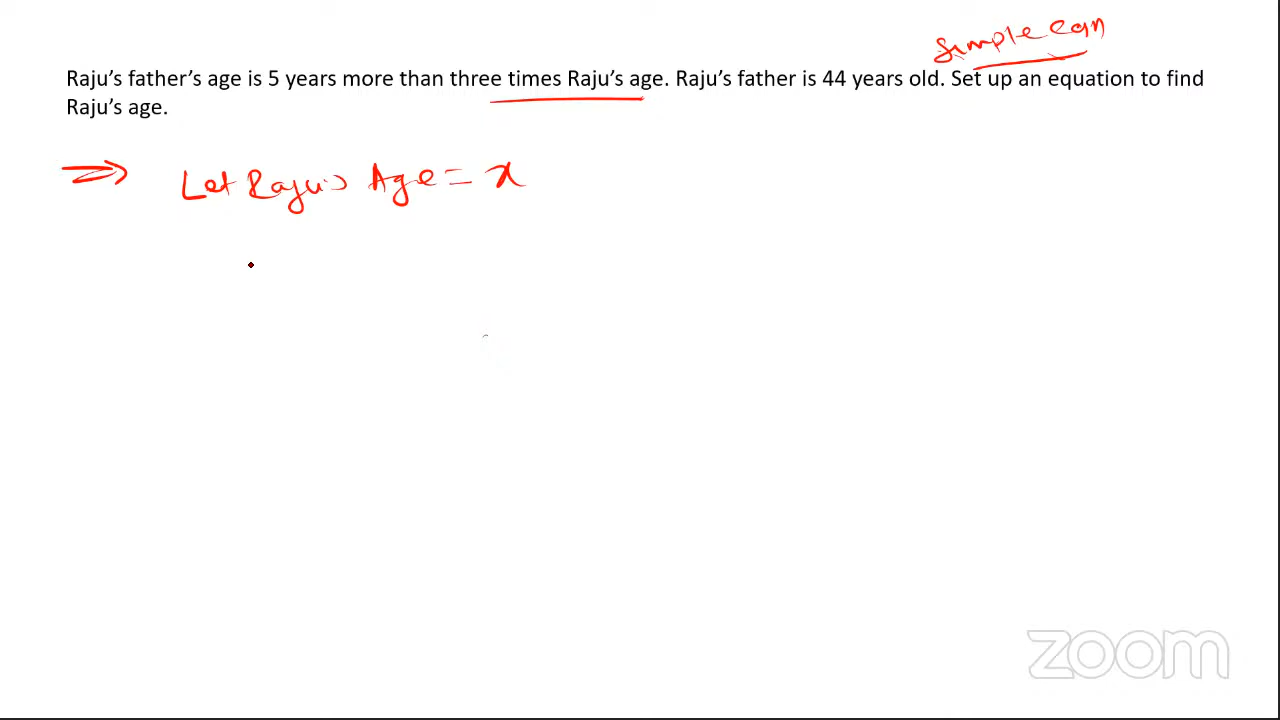 Simple Eqn
Raju’s father’s age is 5 years more than three times Raju’s age. Raju’s father is 44 years old. Set up an equation to find
Raju’s age.
Let Raju's Age = x
zoom